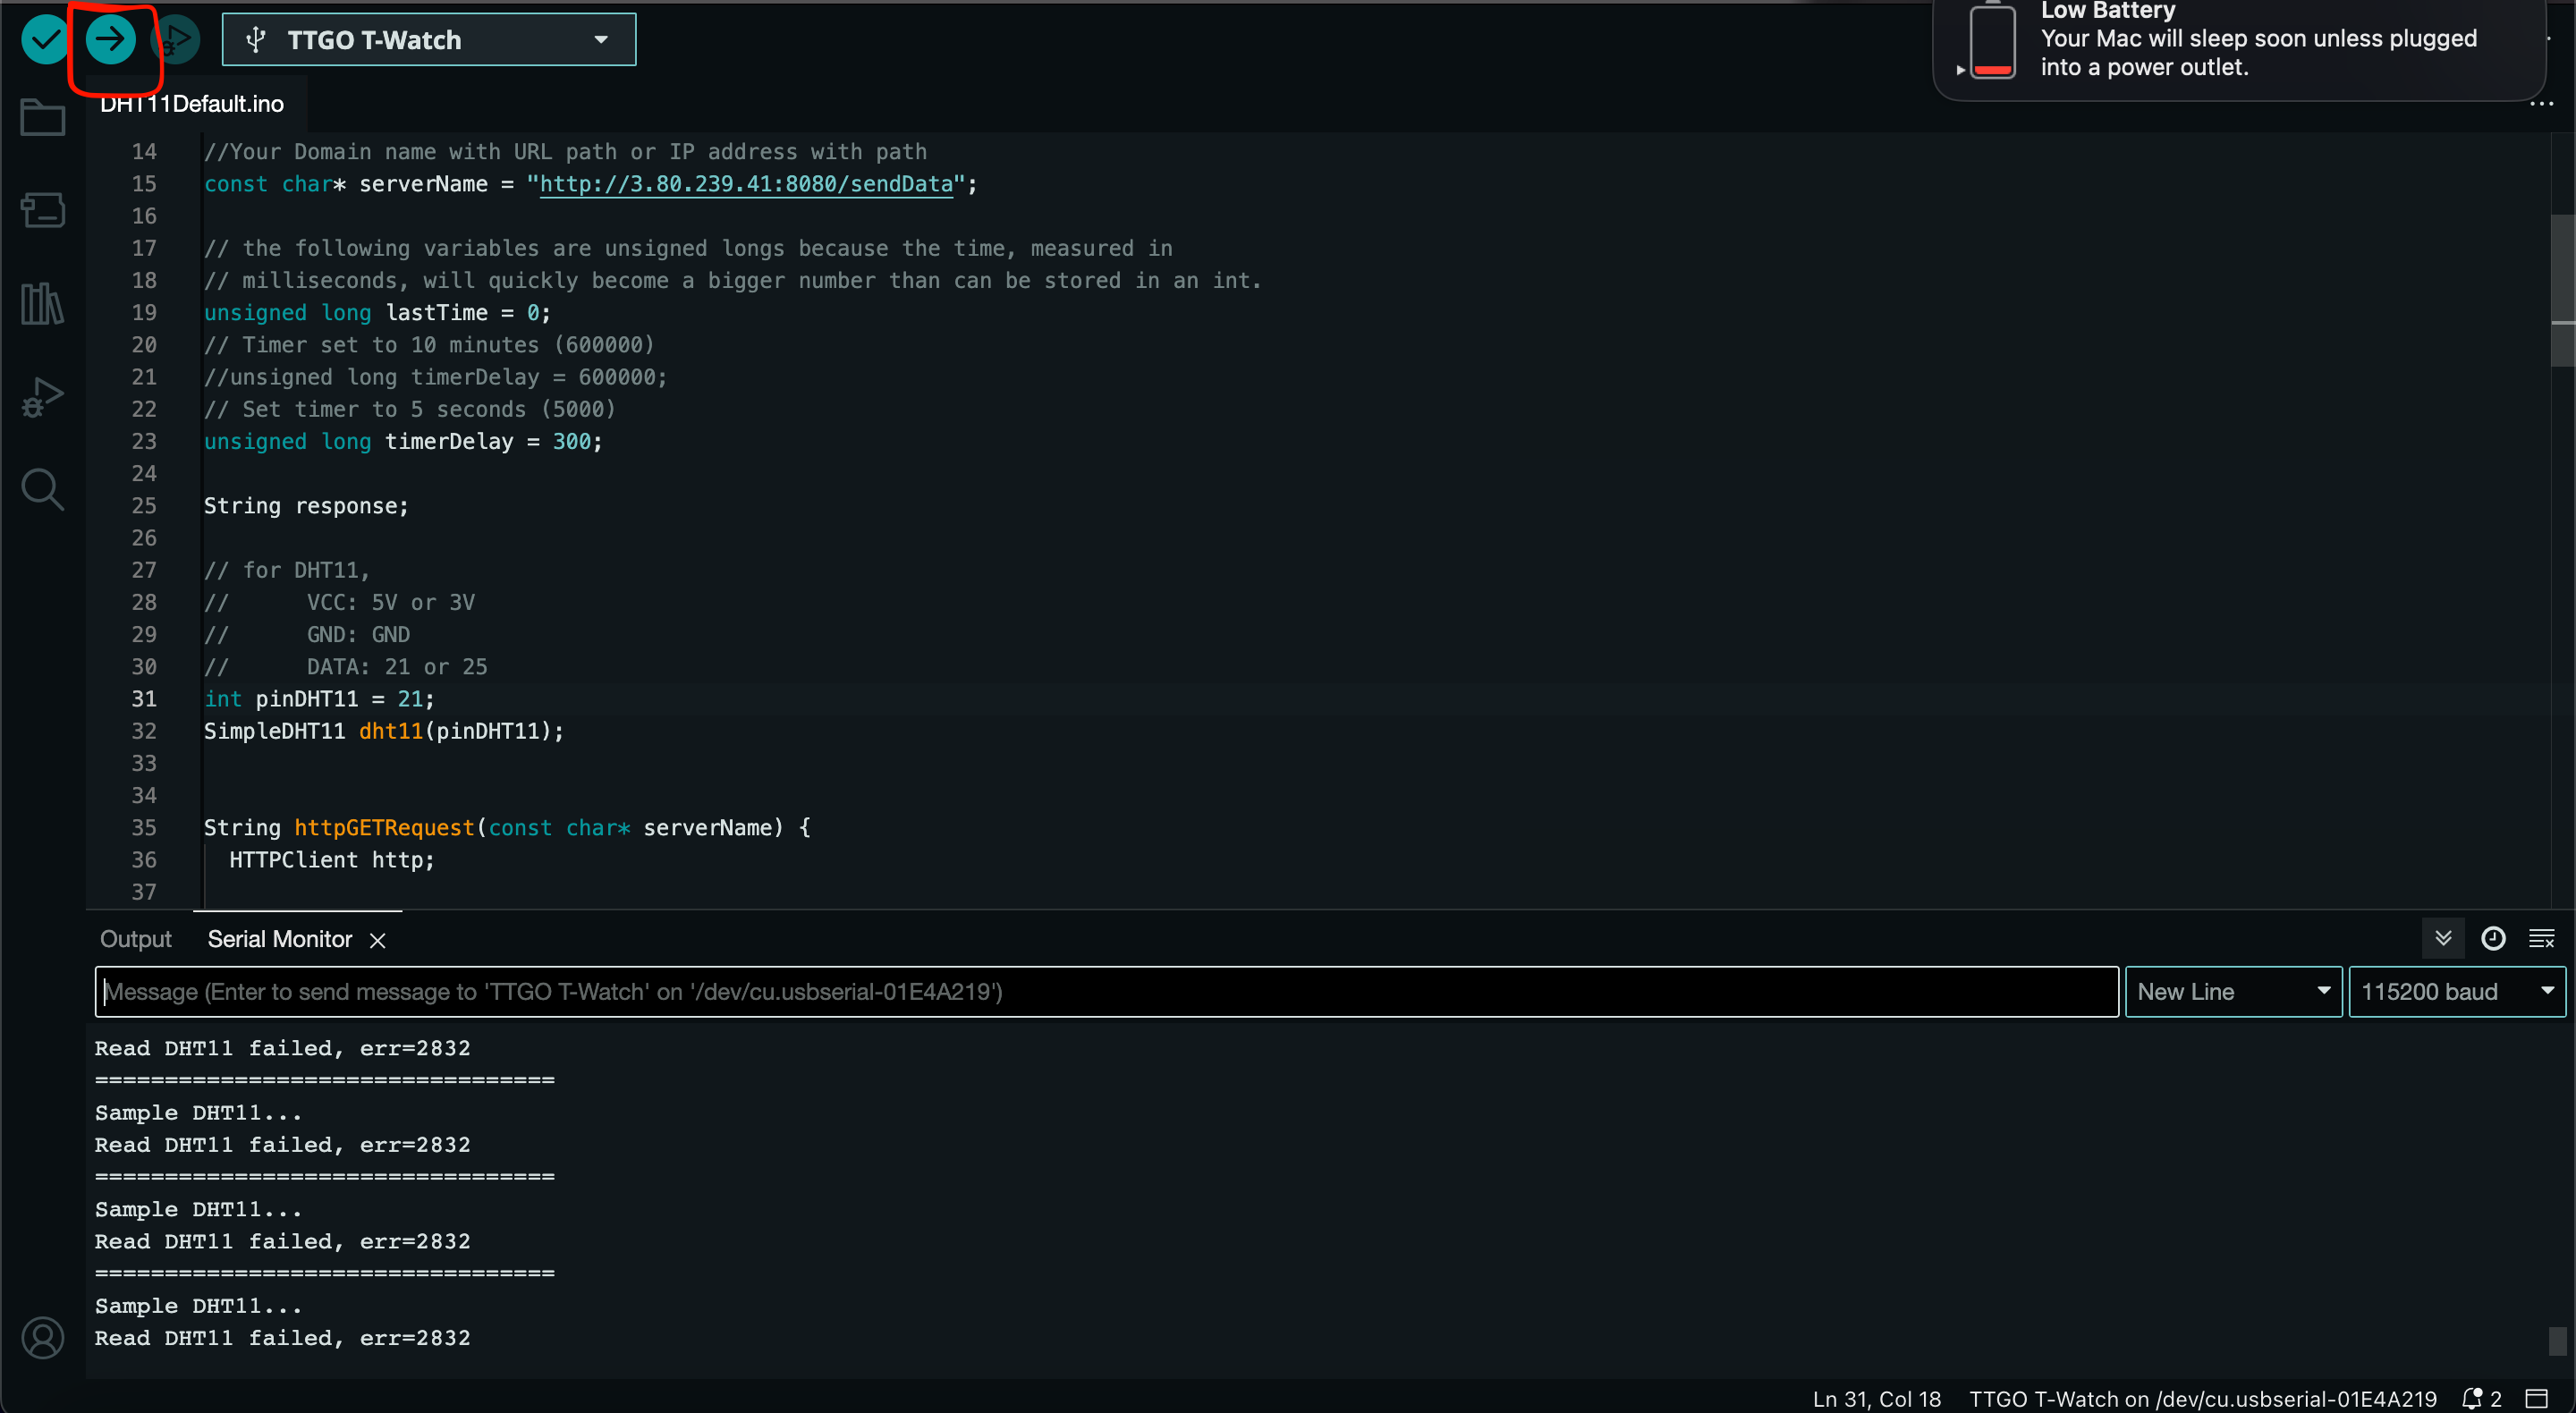 TTGO T-Watch
Low Battery
Your Mac will sleep soon unless plugged
into a power outlet.
DHT11Default.ino
14 //Your Domain name with URL path or IP address with path
15 const char* serverName = "http://3.80.239.41:8080/sendData";
16
17 // the following variables are unsigned longs because the time, measured in
18 // milliseconds, will quickly become a bigger number than can be stored in an int.
19 unsigned long lastTime = 0;
20 // Timer set to 10 minutes (600000)
21 //unsigned long timerDelay = 600000;
22 // Set timer to 5 seconds (5000)
23 unsigned long timerDelay = 300;
24
25 String response;
26
27 // for DHT11,
28 //      VCC: 5V or 3V
29 //      GND: GND
30 //      DATA: 21 or 25
31 int pinDHT11 = 21;
32 SimpleDHT11 dht11(pinDHT11);
33
34
35 String httpGETRequest(const char* serverName) {
36   HTTPClient http;
37
Output Serial Monitor
Message (Enter to send message to 'TTGO T-Watch' on '/dev/cu.usbserial-01E4A219') New Line 115200 baud
Read DHT11 failed, err=2832
=================================
Sample DHT11...
Read DHT11 failed, err=2832
=================================
Sample DHT11...
Read DHT11 failed, err=2832
=================================
Sample DHT11...
Read DHT11 failed, err=2832
Ln 31, Col 18 TTGO T-Watch on /dev/cu.usbserial-01E4A219 2